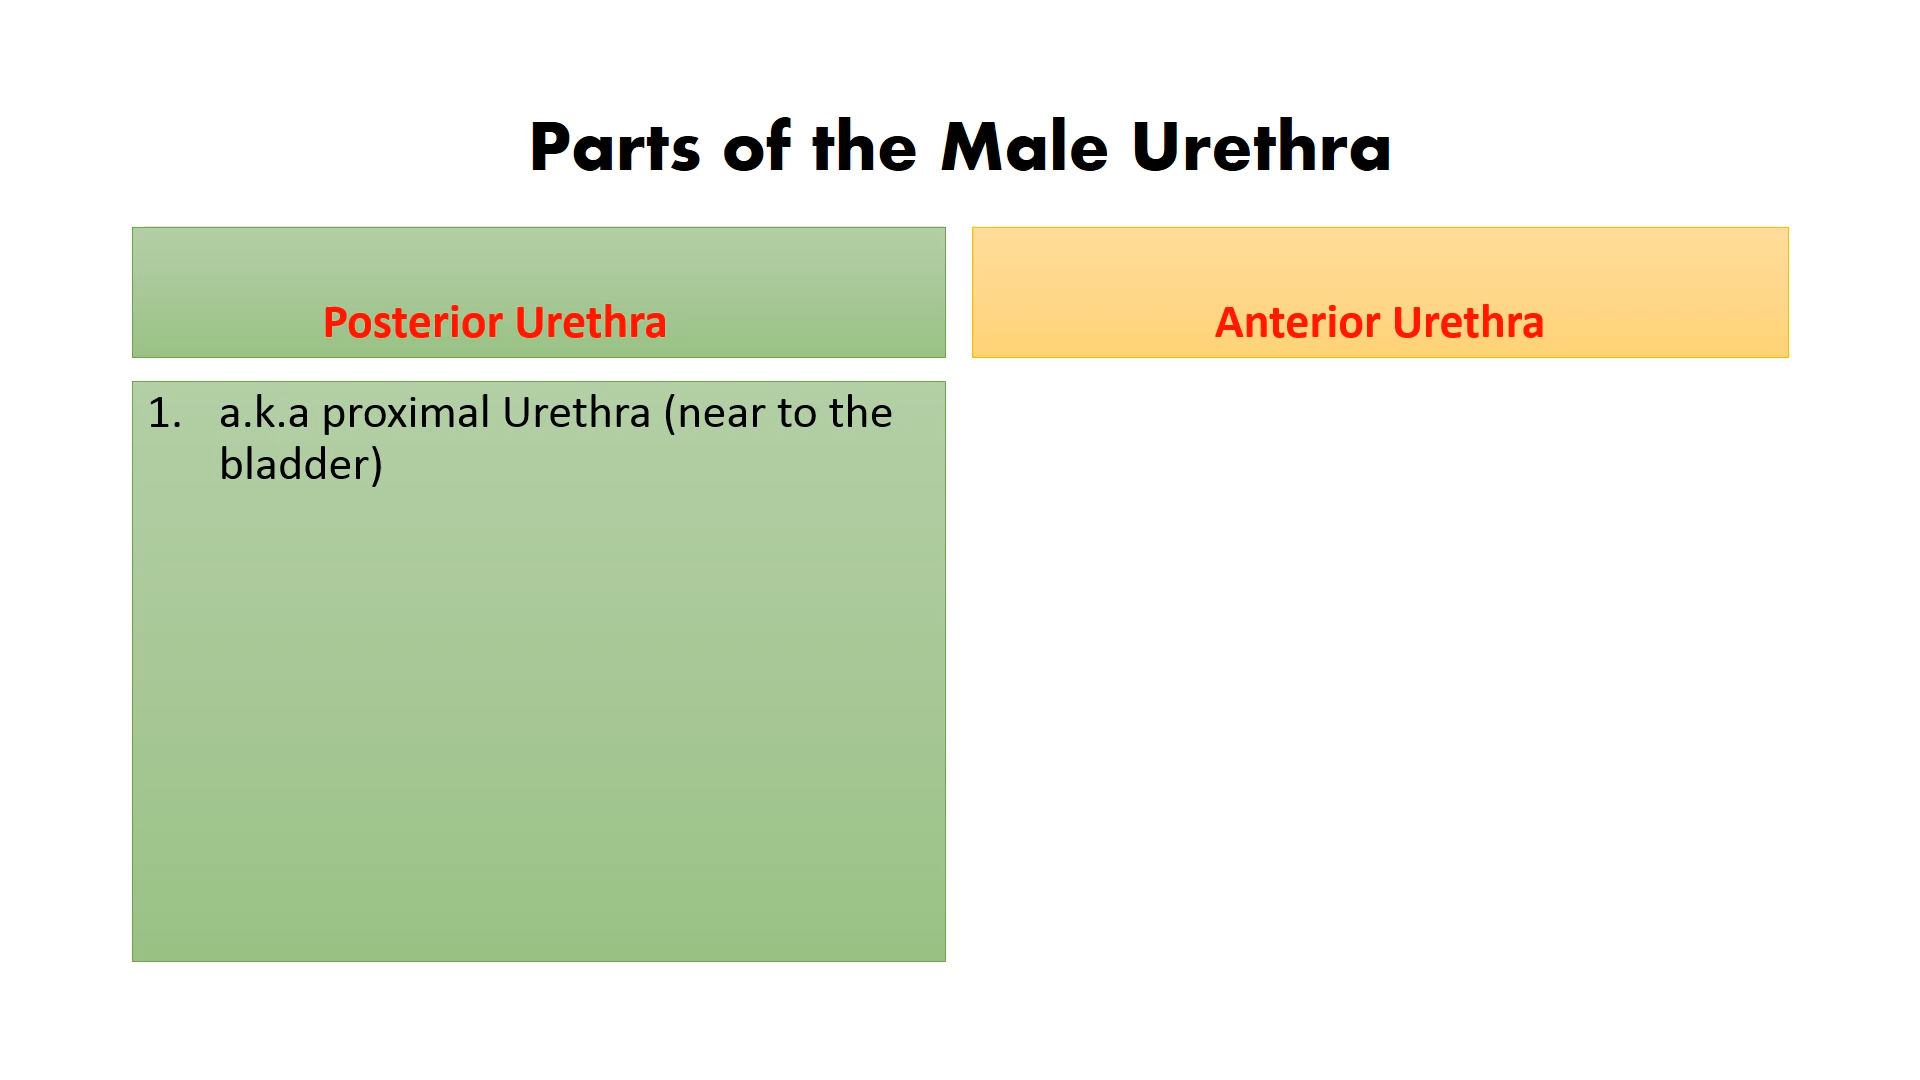 Parts of the Male Urethra
Posterior Urethra
Anterior Urethra
1. a.k.a proximal Urethra (near to the
bladder)